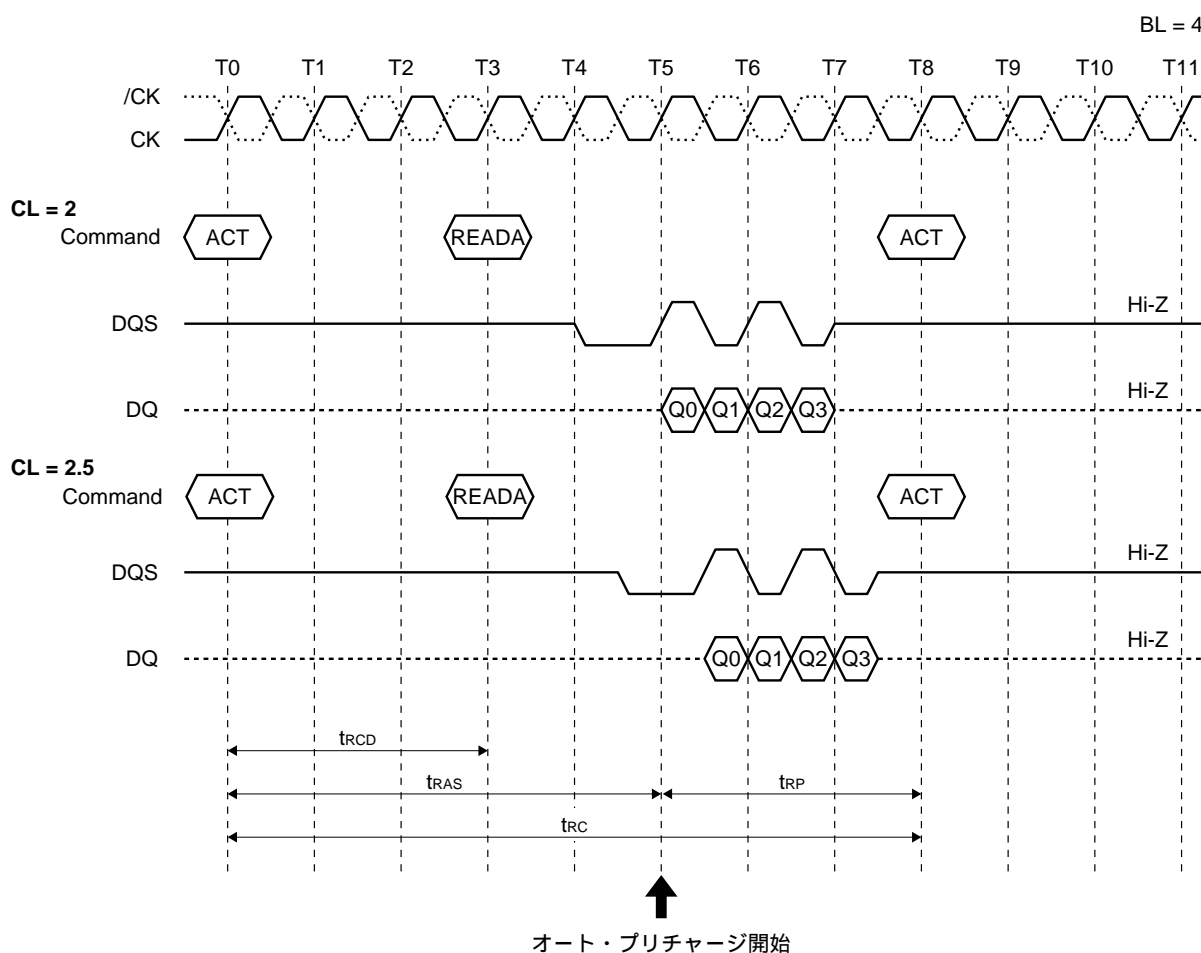 BL = 4
T0 T1 T2 T3 T4 T5 T6 T7 T8 T9 T10 T11
/CK
CK
CL = 2
Command ACT READA ACT
DQS Hi-Z
DQ Q0 Q1 Q2 Q3 Hi-Z
CL = 2.5
Command ACT READA ACT
DQS Hi-Z
DQ Q0 Q1 Q2 Q3 Hi-Z
tRCD
tRAS tRP
tRC
オート・プリチャージ開始